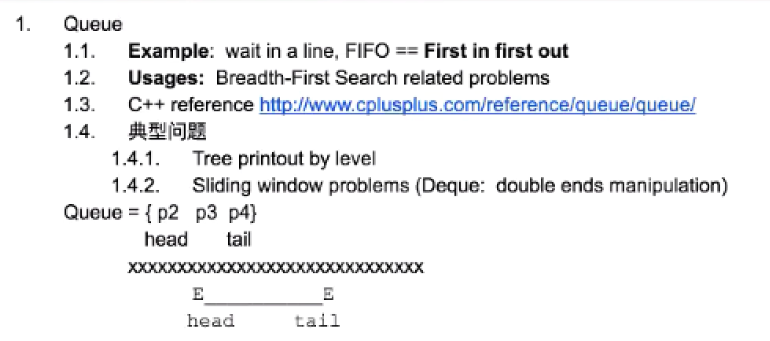 1. Queue
1.1. Example: wait in a line, FIFO == First in first out
1.2. Usages: Breadth-First Search related problems
1.3. C++ reference http://www.cplusplus.com/reference/queue/queue/
1.4. 典型问题
1.4.1. Tree printout by level
1.4.2. Sliding window problems (Deque: double ends manipulation)
Queue = { p2 p3 p4}
head tail
xxxxxxxxxxxxxxxxxxxxxxxxxxxxxx
E____________E
head tail